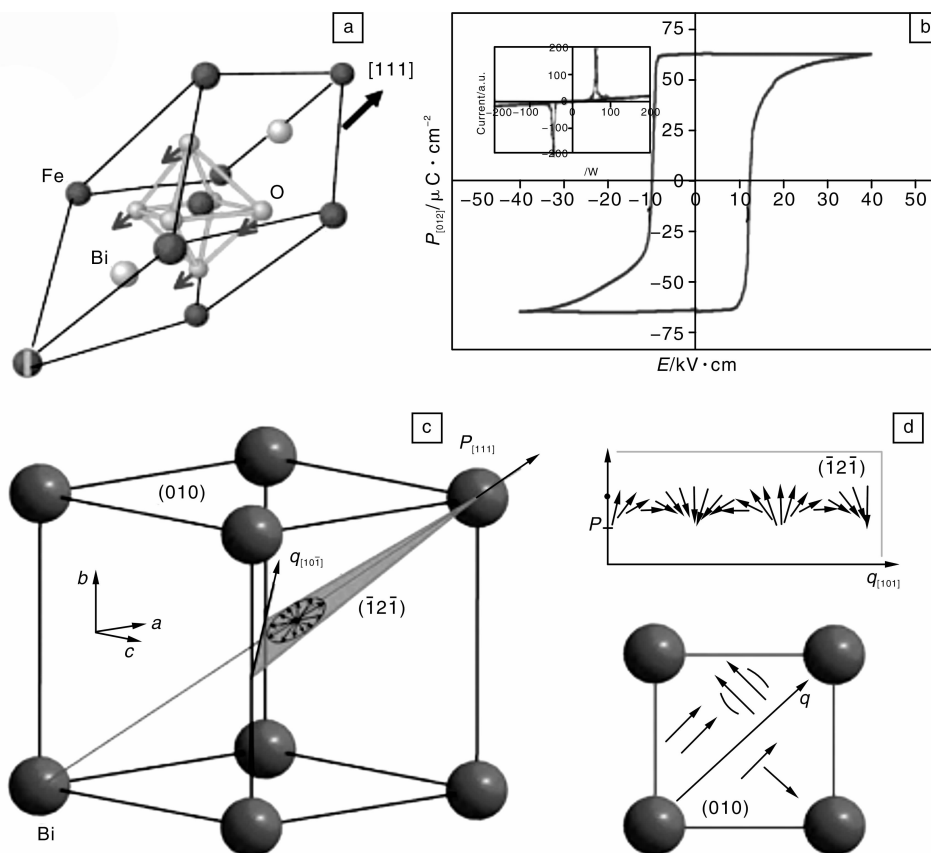 a
[111]
Fe
O
Bi
b
75
50
25
0
−25
−50
−75
−50 −40 −30 −20 −10 0 10 20 30 40 50
P[012]/μ C · cm⁻²
E/kV · cm
200
100
0
−100
−200
−200 −100 0 100 200
Current/a.u.
/W
c
P[111]
(010)
q[101̄]
(1̄21̄)
b
a
c
Bi
d
(1̄21̄)
P
q[101]
q
(010)